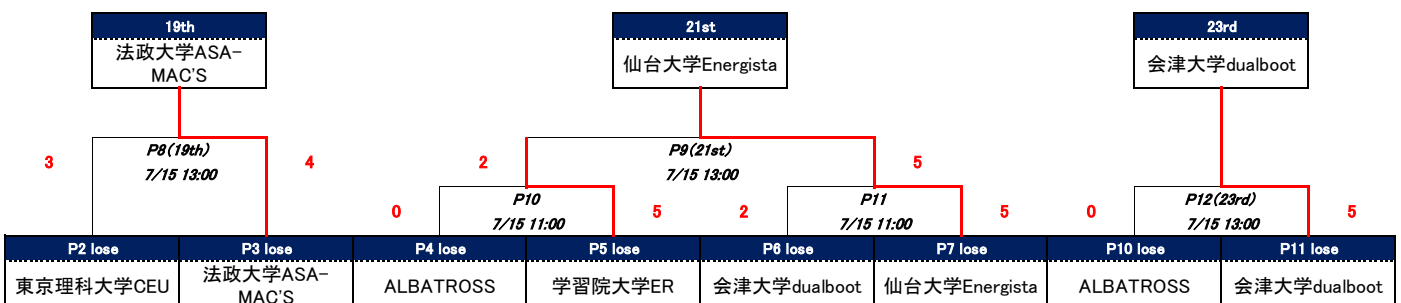 19th
21st
23rd
法政大学ASA-
MAC'S
仙台大学Energista
会津大学dualboot
3
P8(19th)
7/15 13:00
4
2
P9(21st)
7/15 13:00
5
0
P10
7/15 11:00
5
2
P11
7/15 11:00
5
0
P12(23rd)
7/15 13:00
5
P2 lose
P3 lose
P4 lose
P5 lose
P6 lose
P7 lose
P10 lose
P11 lose
東京理科大学CEU
法政大学ASA-
MAC'S
ALBATROSS
学習院大学ER
会津大学dualboot
仙台大学Energista
ALBATROSS
会津大学dualboot